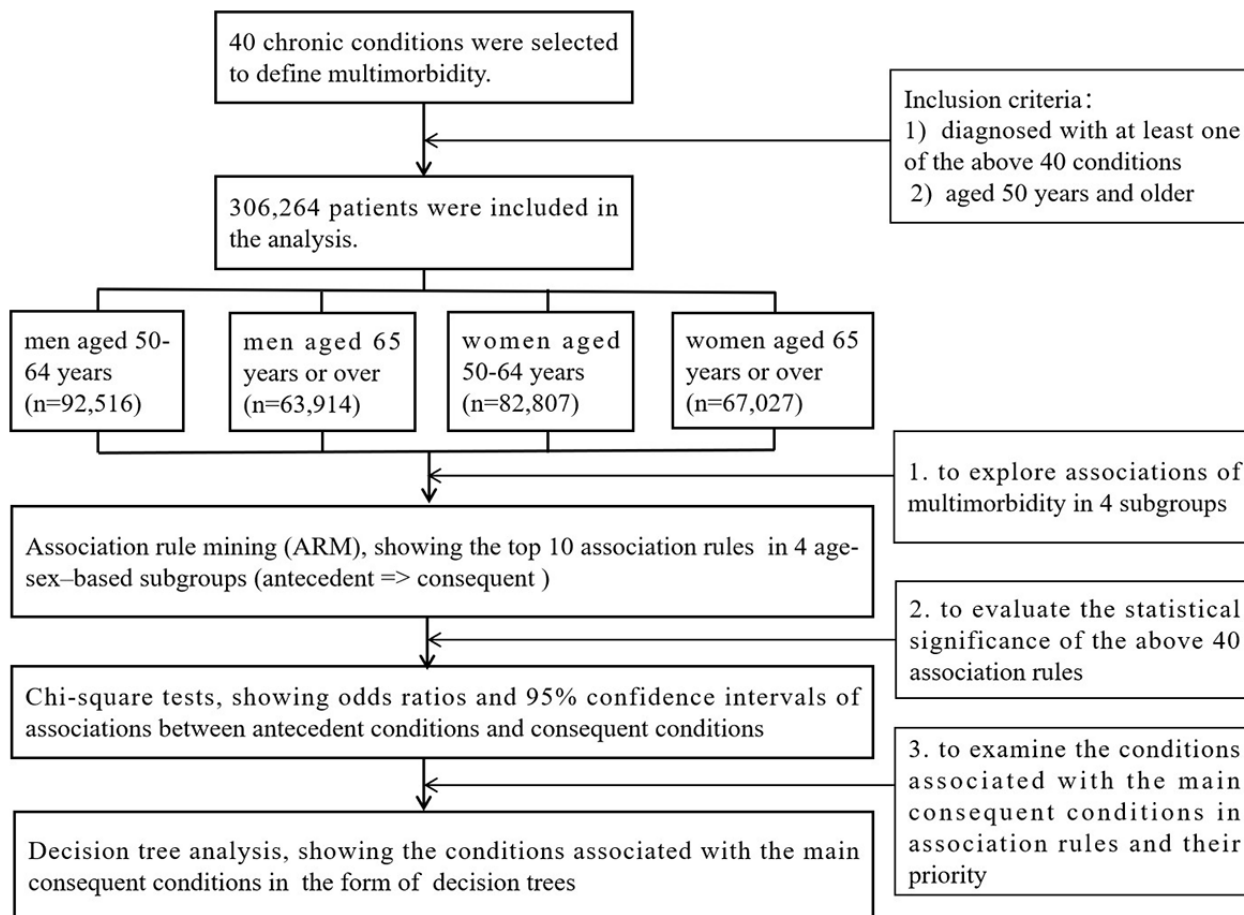 40 chronic conditions were selected
to define multimorbidity.
Inclusion criteria:
1) diagnosed with at least one
of the above 40 conditions
2) aged 50 years and older
306,264 patients were included in
the analysis.
men aged 50-
64 years
(n=92,516)
men aged 65
years or over
(n=63,914)
women aged
50-64 years
(n=82,807)
women aged 65
years or over
(n=67,027)
1. to explore associations of
multimorbidity in 4 subgroups
Association rule mining (ARM), showing the top 10 association rules in 4 age-
sex–based subgroups (antecedent => consequent )
2. to evaluate the statistical
significance of the above 40
association rules
Chi-square tests, showing odds ratios and 95% confidence intervals of
associations between antecedent conditions and consequent conditions
3. to examine the conditions
associated with the main
consequent conditions in
association rules and their
priority
Decision tree analysis, showing the conditions associated with the main
consequent conditions in the form of decision trees